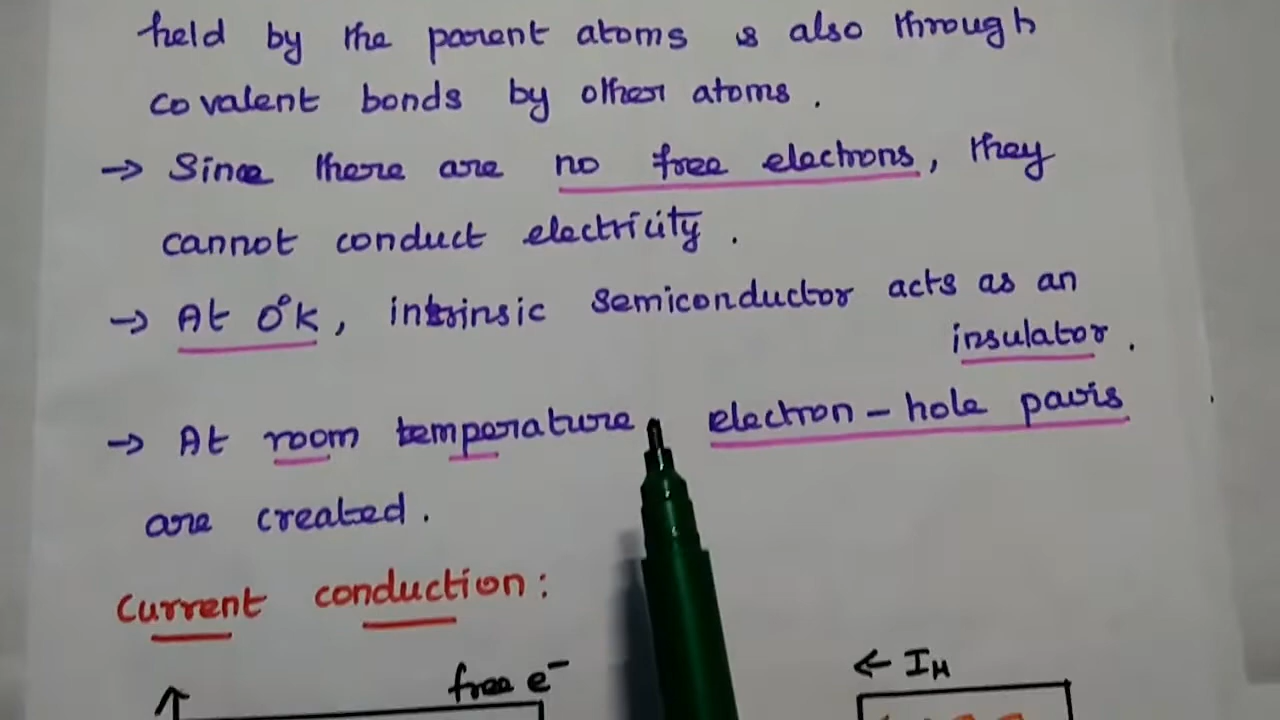 held by the parent atoms is also through
covalent bonds by other atoms.
→ Since there are no free electrons, they
cannot conduct electricity.
→ At 0°K, intrinsic semiconductor acts as an
insulator.
→ At room temperature electron - hole pairs
are created.
Current conduction:
free e⁻
← I_H